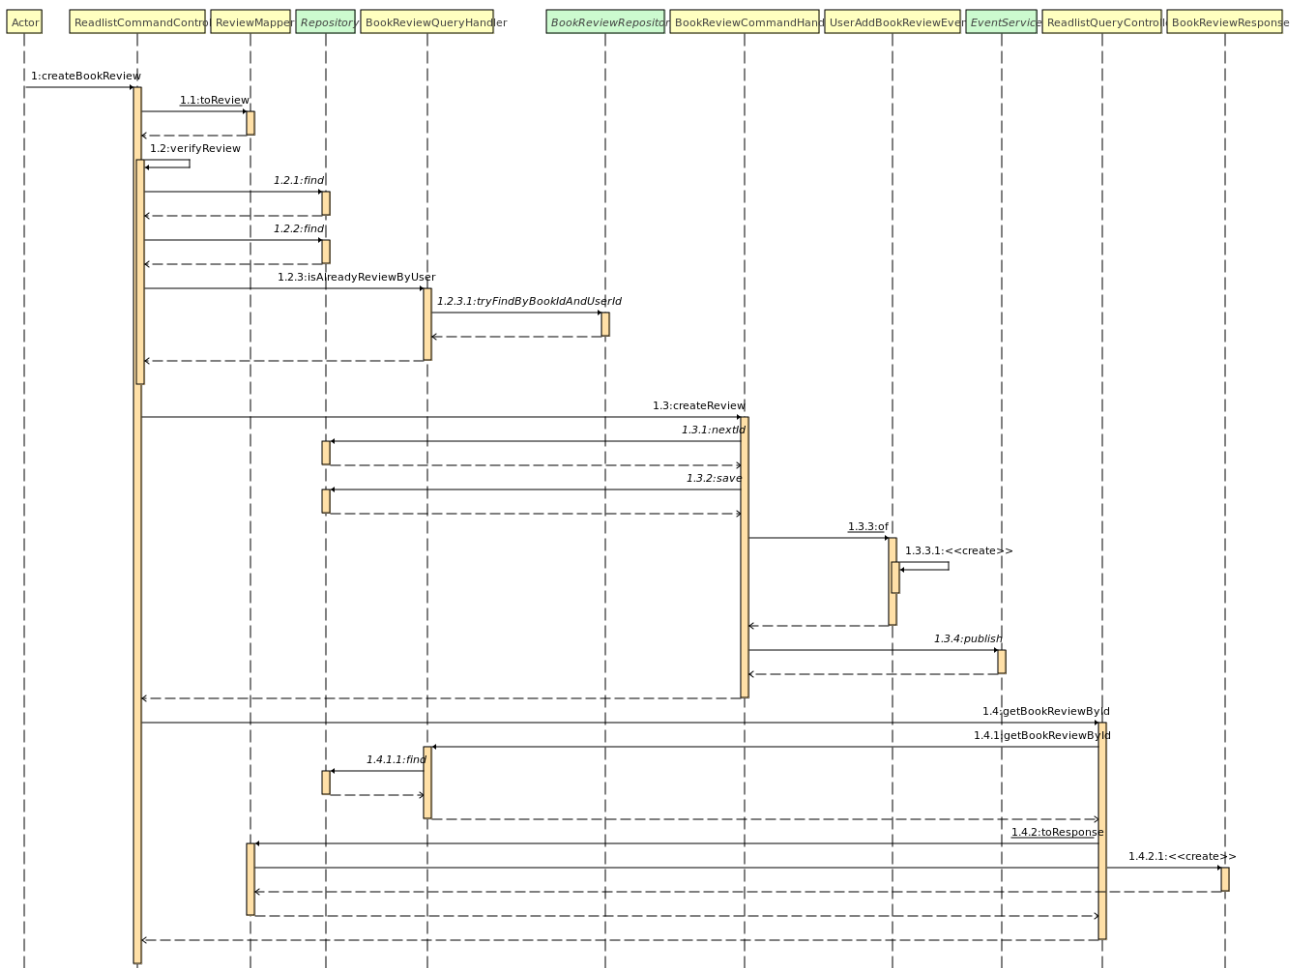 Actor
ReadlistCommandContro
ReviewMapper
Repository
BookReviewQueryHandler
BookReviewRepositor
BookReviewCommandHand
UserAddBookReviewEver
EventService
ReadlistQueryControl
BookReviewResponse
1:createBookReview
1.1:toReview
1.2:verifyReview
1.2.1:find
1.2.2:find
1.2.3:isAlreadyReviewByUser
1.2.3.1:tryFindByBookIdAndUserId
1.3:createReview
1.3.1:nextId
1.3.2:save
1.3.3:of
1.3.3.1:<<create>>
1.3.4:publish
1.4:getBookReviewById
1.4.1:getBookReviewById
1.4.1.1:find
1.4.2:toResponse
1.4.2.1:<<create>>